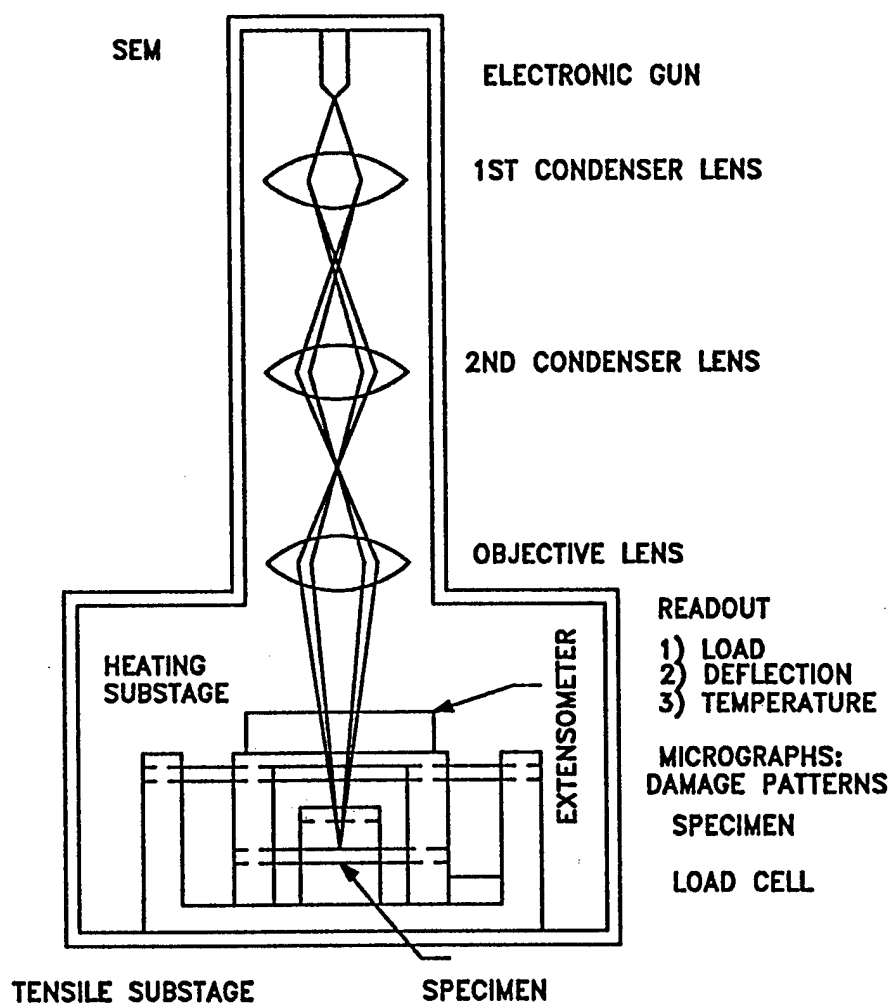 SEM
ELECTRONIC GUN
1ST CONDENSER LENS
2ND CONDENSER LENS
OBJECTIVE LENS
HEATING
SUBSTAGE
EXTENSOMETER
READOUT
1) LOAD
2) DEFLECTION
3) TEMPERATURE
MICROGRAPHS:
DAMAGE PATTERNS
SPECIMEN
LOAD CELL
TENSILE SUBSTAGE
SPECIMEN